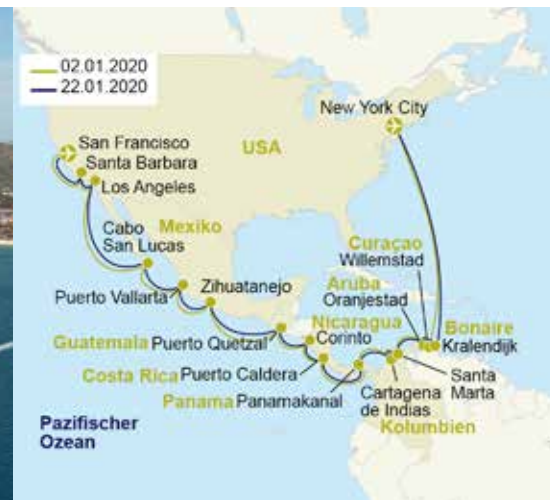 02.01.2020
22.01.2020
New York City
San Francisco
Santa Barbara
Los Angeles
USA
Cabo
San Lucas
Mexiko
Curaçao
Willemstad
Aruba
Oranjestad
Puerto Vallarta
Zihuatanejo
Nicaragua
Bonaire
Guatemala Puerto Quetzal
Corinto
Kralendijk
Costa Rica Puerto Caldera
Panama Panamakanal
Cartagena
de Indias
Santa
Marta
Kolumbien
Pazifischer
Ozean